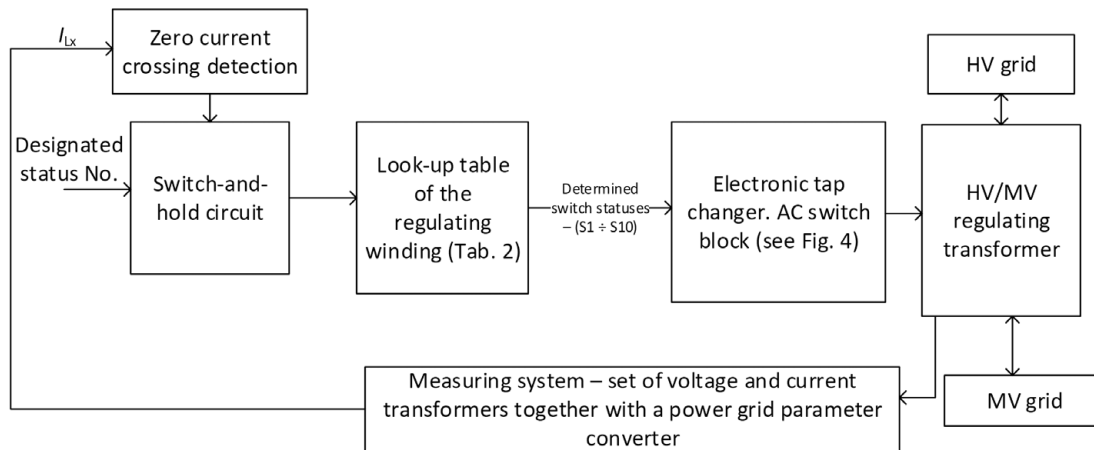 I_Lx
Zero current
crossing detection
HV grid
Designated
status No.
Switch-and-
hold circuit
Look-up table
of the
regulating
winding (Tab. 2)
Determined
switch statuses
– (S1 ÷ S10)
Electronic tap
changer. AC switch
block (see Fig. 4)
HV/MV
regulating
transformer
Measuring system – set of voltage and current
transformers together with a power grid parameter
converter
MV grid